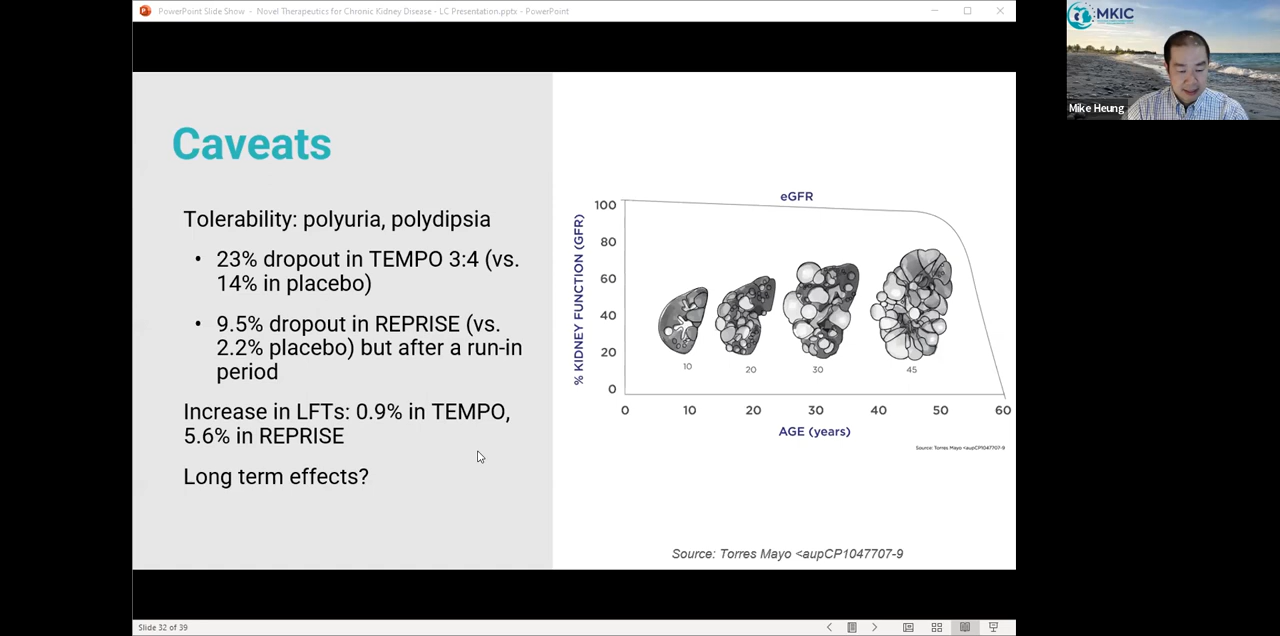 PowerPoint Slide Show - Novel Therapeutics for Chronic Kidney Disease - LC Presentation.pptx - PowerPoint
MKIC
Mike Heung
Caveats
Tolerability: polyuria, polydipsia
• 23% dropout in TEMPO 3:4 (vs.
14% in placebo)
• 9.5% dropout in REPRISE (vs.
2.2% placebo) but after a run-in
period
Increase in LFTs: 0.9% in TEMPO,
5.6% in REPRISE
Long term effects?
eGFR
% KIDNEY FUNCTION (GFR)
100
80
60
40
20
0
10
20
30
45
0 10 20 30 40 50 60
AGE (years)
Source: Torres Mayo <aupCP1047707-9
Source: Torres Mayo <aupCP1047707-9
Slide 32 of 39